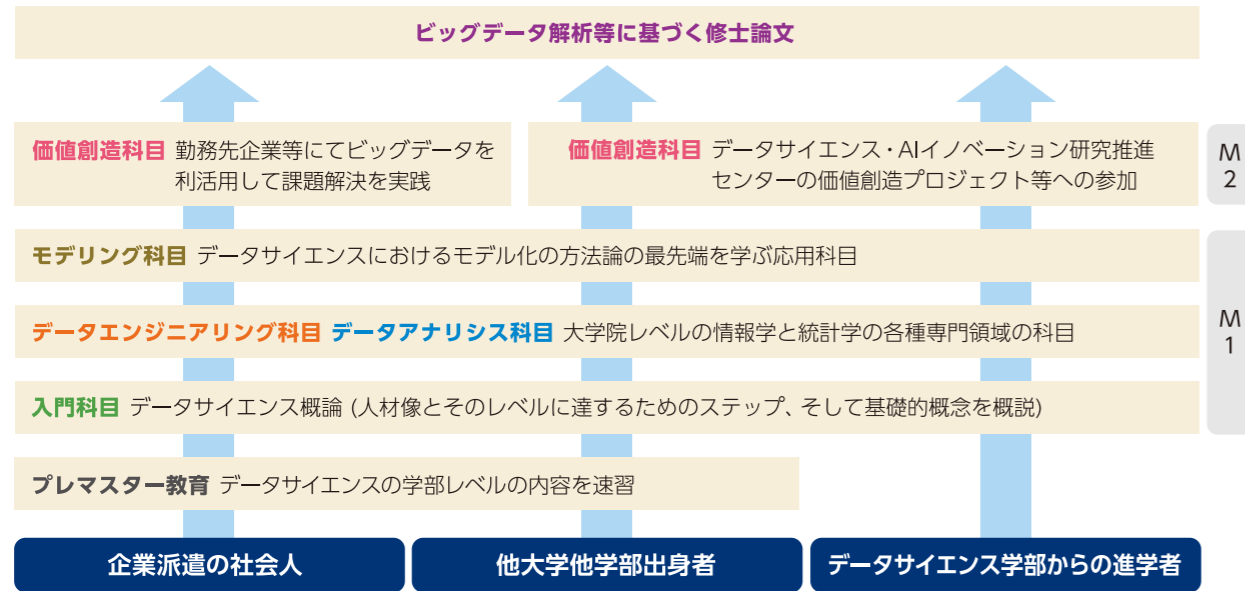 ビッグデータ解析等に基づく修士論文
価値創造科目 勤務先企業等にてビッグデータを
利活用して課題解決を実践
価値創造科目 データサイエンス・AIイノベーション研究推進
センターの価値創造プロジェクト等への参加
M
2
モデリング科目 データサイエンスにおけるモデル化の方法論の最先端を学ぶ応用科目
データエンジニアリング科目 データアナリシス科目 大学院レベルの情報学と統計学の各種専門領域の科目
M
1
入門科目 データサイエンス概論 (人材像とそのレベルに達するためのステップ、そして基礎的概念を概説)
プレマスター教育 データサイエンスの学部レベルの内容を速習
企業派遣の社会人
他大学他学部出身者
データサイエンス学部からの進学者